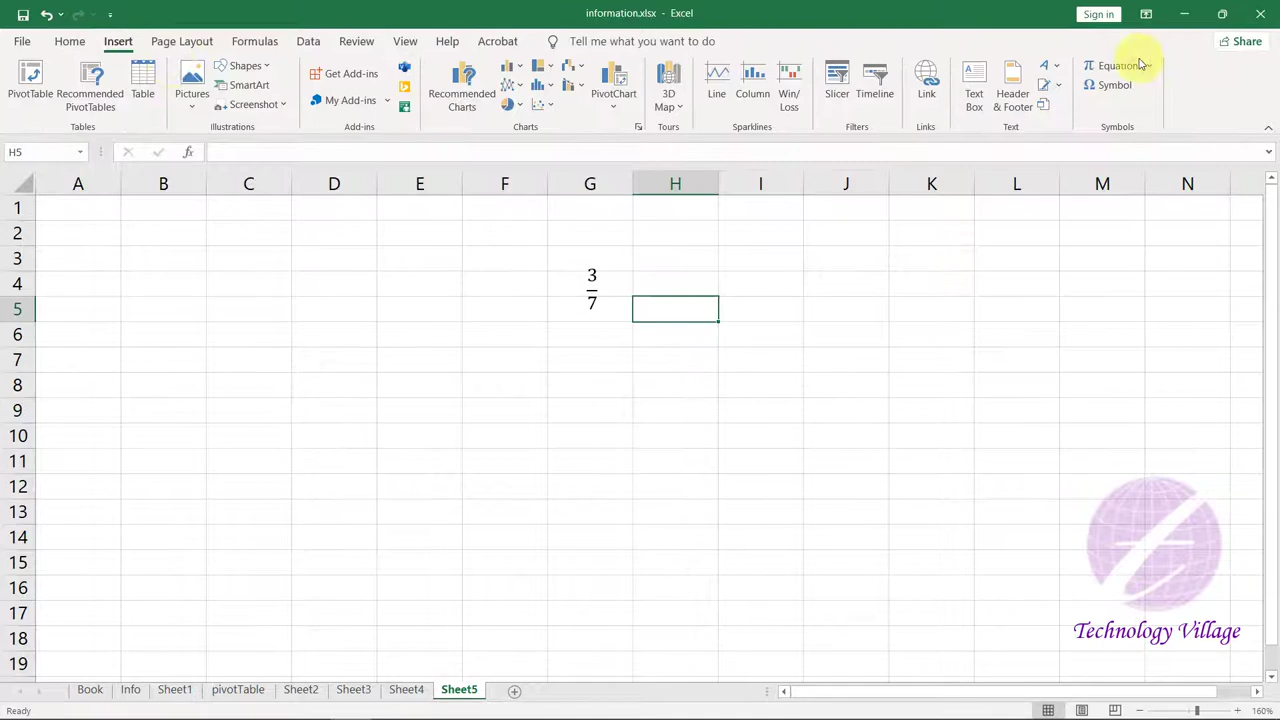 information.xlsx - Excel
Sign in
File Home Insert Page Layout Formulas Data Review View Help Acrobat Tell me what you want to do Share
PivotTable
Recommended PivotTables
Table
Tables
Pictures
Shapes
SmartArt
Screenshot
Illustrations
Get Add-ins
My Add-ins
Add-ins
Recommended Charts
PivotChart
Charts
3D Map
Tours
Line
Column
Win/Loss
Sparklines
Slicer
Timeline
Filters
Link
Links
Text Box
Header & Footer
Text
π Equation
Ω Symbol
Symbols
H5 fx
A B C D E F G H I J K L M N
1
2
3
3
4
7
5
6
7
8
9
10
11
12
13
14
15
16
17
18
19
Technology Village
Book Info Sheet1 pivotTable Sheet2 Sheet3 Sheet4 Sheet5
Ready 160%